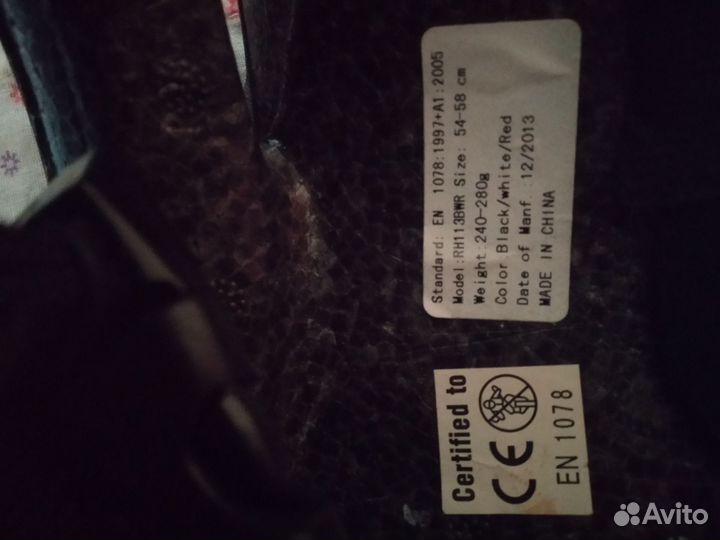 Standard: EN 1078:1997+A1:2005
Model:RH113BWR Size: 54-58 cm
Weight:240-280g
Color Black/white/Red
Date of Manf.:12/2013
MADE IN CHINA
Certified to
CE
EN 1078
Avito